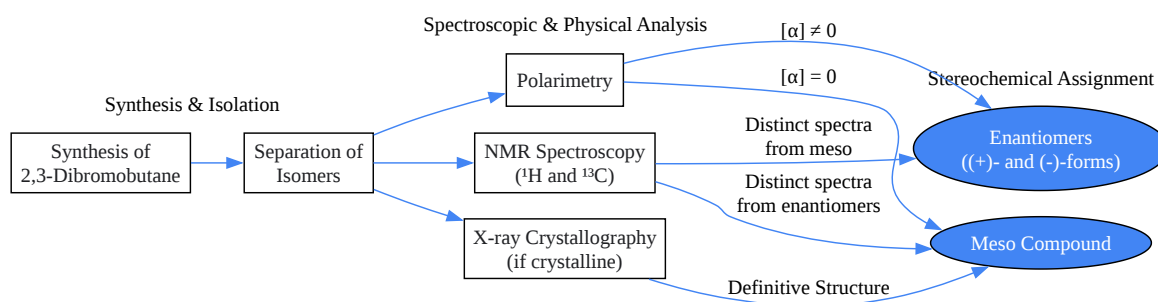 Spectroscopic & Physical Analysis
[α] ≠ 0
Polarimetry
[α] = 0
Stereochemical Assignment
Synthesis & Isolation
Synthesis of
2,3-Dibromobutane
Separation of
Isomers
NMR Spectroscopy
(¹H and ¹³C)
Distinct spectra
from meso
Enantiomers
((+)- and (-)-forms)
Distinct spectra
from enantiomers
X-ray Crystallography
(if crystalline)
Meso Compound
Definitive Structure